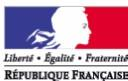 Liberté • Égalité • Fraternité
RÉPUBLIQUE FRANÇAISE